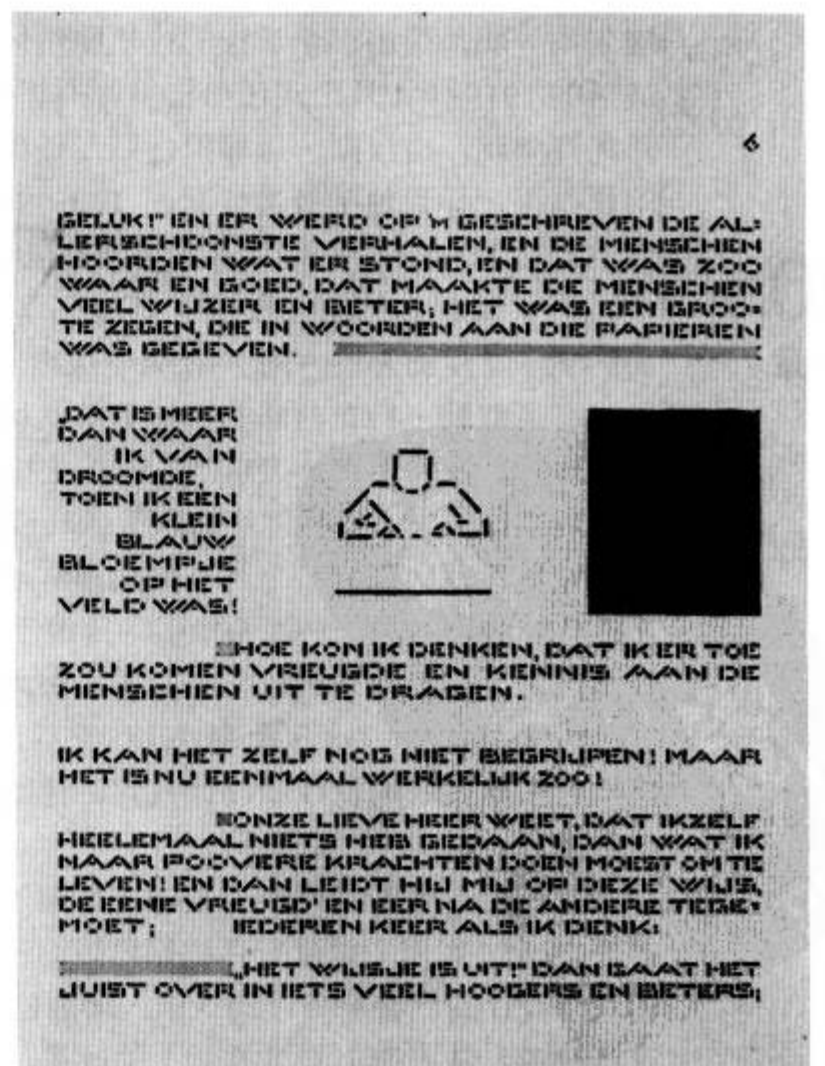 6
GELUK!" EN ER WERD OP 'M GESCHREVEN DE AL-
LERSCHOONSTE VERHALEN, EN DE MENSCHEN
HOORDEN WAT ER STOND, EN DAT WAS ZOO
WAAR EN GOED, DAT MAAKTE DE MENSCHEN
VEEL WIJZER EN BETER; HET WAS EEN GROO-
TE ZEGEN, DIE IN WOORDEN AAN DIE PAPIEREN
WAS GEGEVEN.
„DAT IS MEER
DAN WAAR
IK VAN
DROOMDE,
TOEN IK EEN
KLEIN
BLAUW
BLOEMPJE
OP HET
VELD WAS!
HOE KON IK DENKEN, DAT IK ER TOE
ZOU KOMEN VREUGDE EN KENNIS AAN DE
MENSCHEN UIT TE DRAGEN.
IK KAN HET ZELF NOG NIET BEGRIJPEN! MAAR
HET IS NU EENMAAL WERKELIJK ZOO!
ONZE LIEVE HEER WEET, DAT IKZELF
HEELEMAAL NIETS HEB GEDAAN, DAN WAT IK
NAAR POOVERE KRACHTEN DOEN MOEST OM TE
LEVEN! EN DAN LEIDT HIJ MIJ OP DEZE WIJS,
DE EENE VREUGD' EN EER NA DE ANDERE TEGE-
MOET; IEDEREN KEER ALS IK DENK:
„HET WIJSJE IS UIT!" DAN GAAT HET
JUIST OVER IN IETS VEEL HOOGERS EN BETERS;